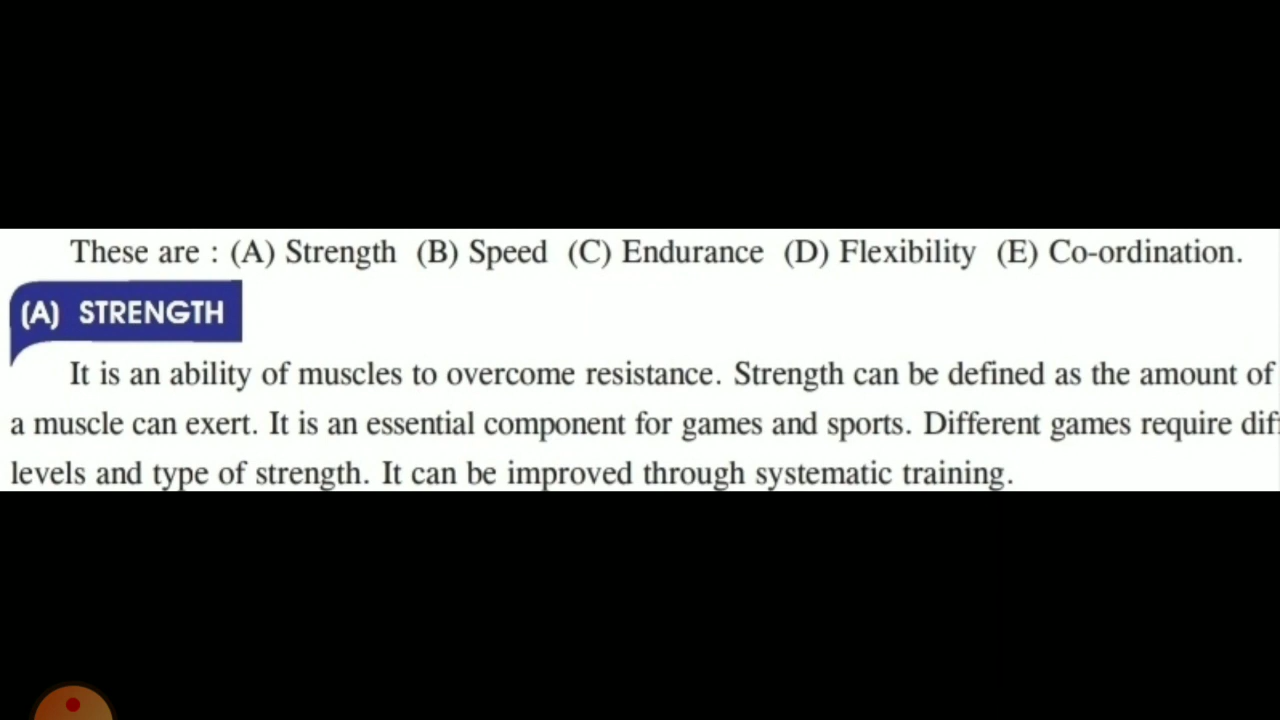 These are : (A) Strength (B) Speed (C) Endurance (D) Flexibility (E) Co-ordination.
(A) STRENGTH
It is an ability of muscles to overcome resistance. Strength can be defined as the amount of
a muscle can exert. It is an essential component for games and sports. Different games require
levels and type of strength. It can be improved through systematic training.